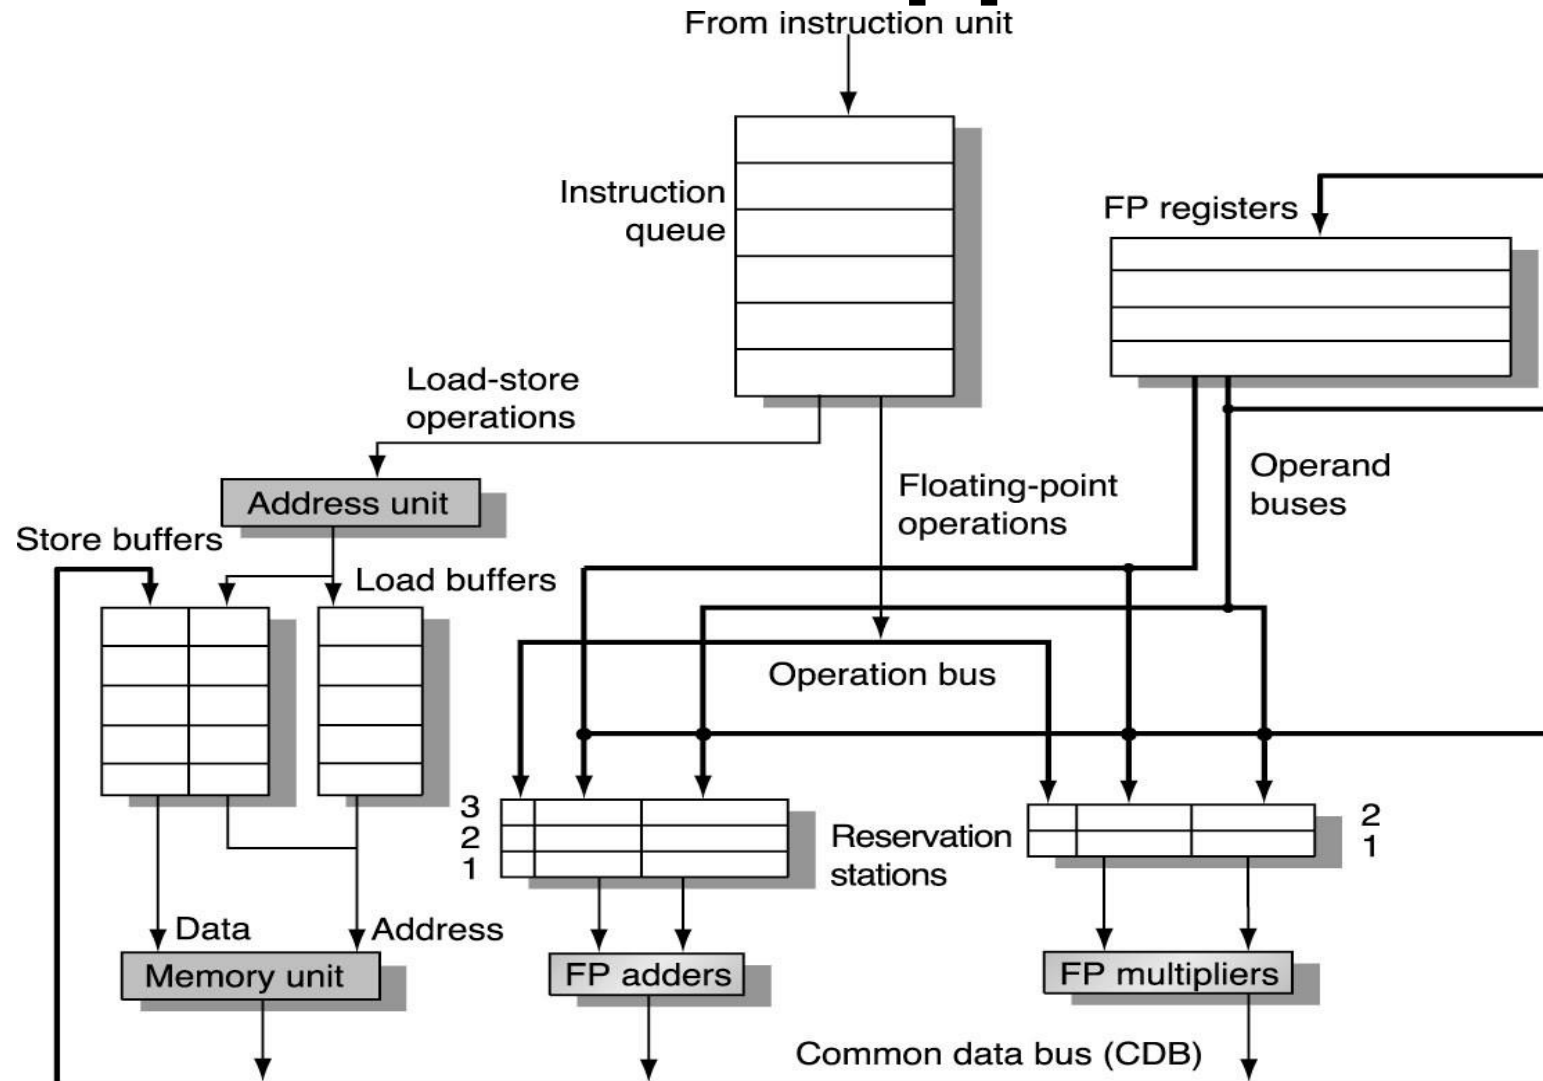 From instruction unit
Instruction
queue
FP registers
Load-store
operations
Operand
buses
Floating-point
operations
Address unit
Store buffers
Load buffers
Operation bus
3
2
1
Reservation
stations
2
1
Data
Address
Memory unit
FP adders
FP multipliers
Common data bus (CDB)